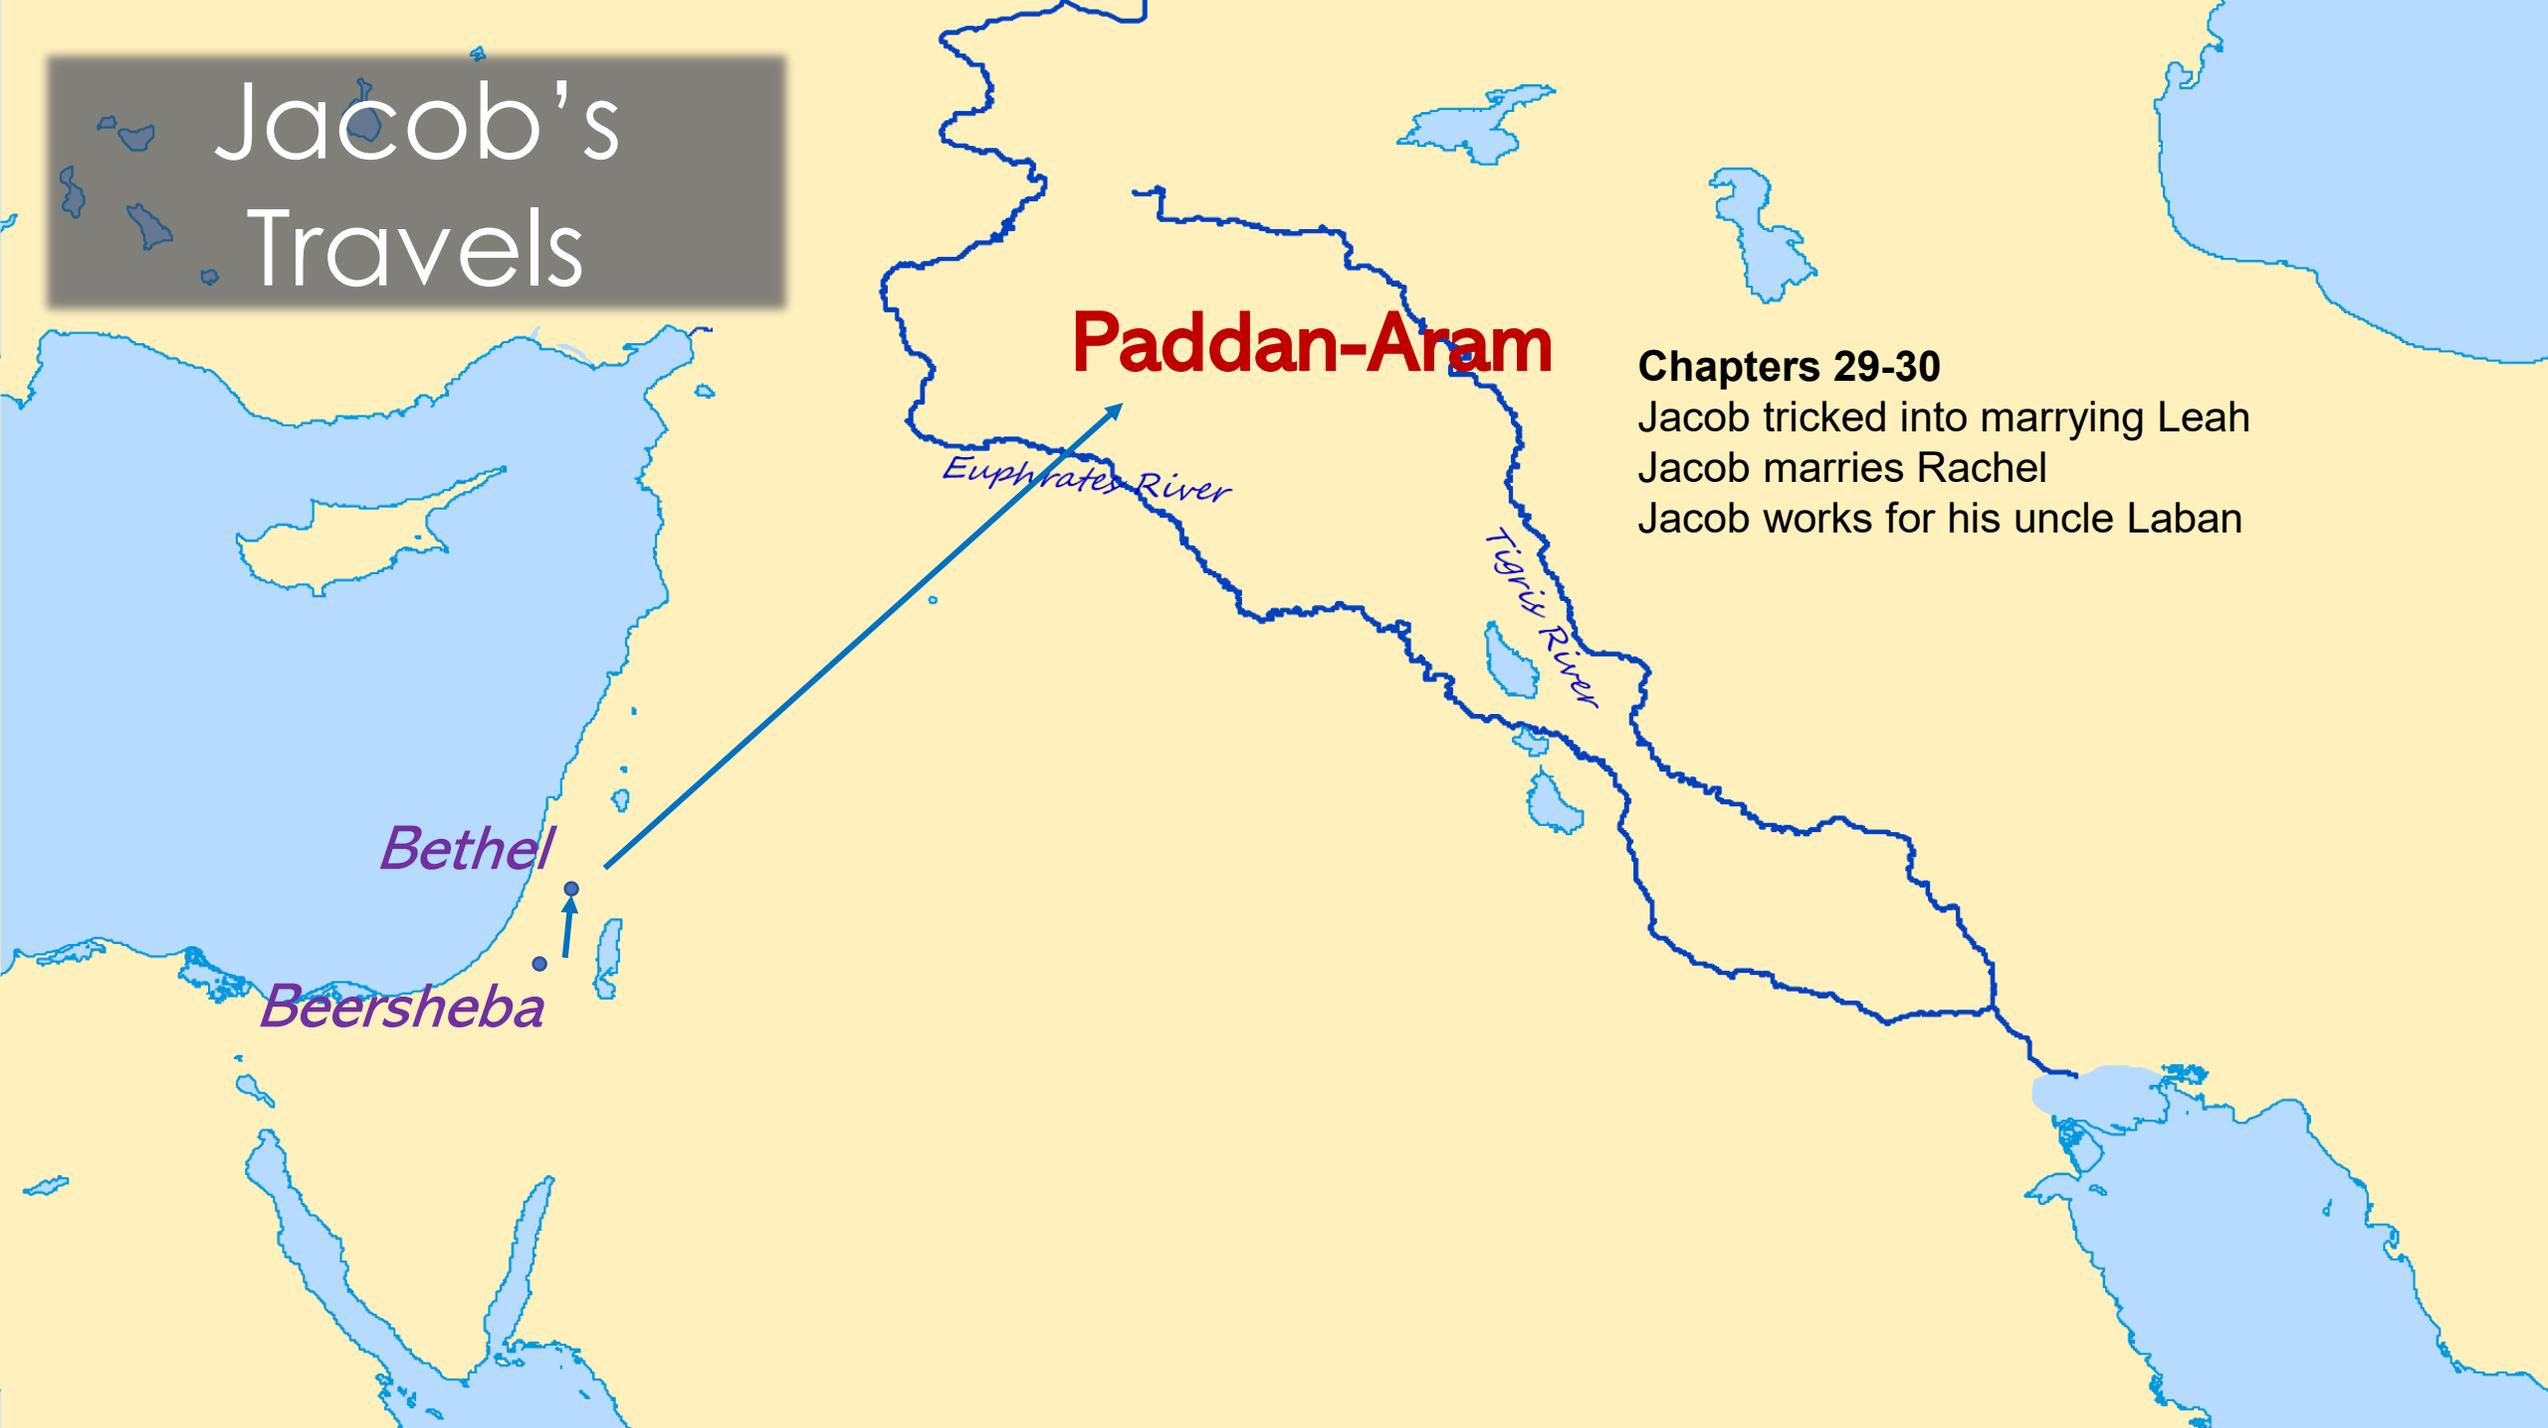 Jacob’s
Travels
Paddan-Aram
Chapters 29-30
Jacob tricked into marrying Leah
Jacob marries Rachel
Jacob works for his uncle Laban
Euphrates River
Tigris River
Bethel
Beersheba